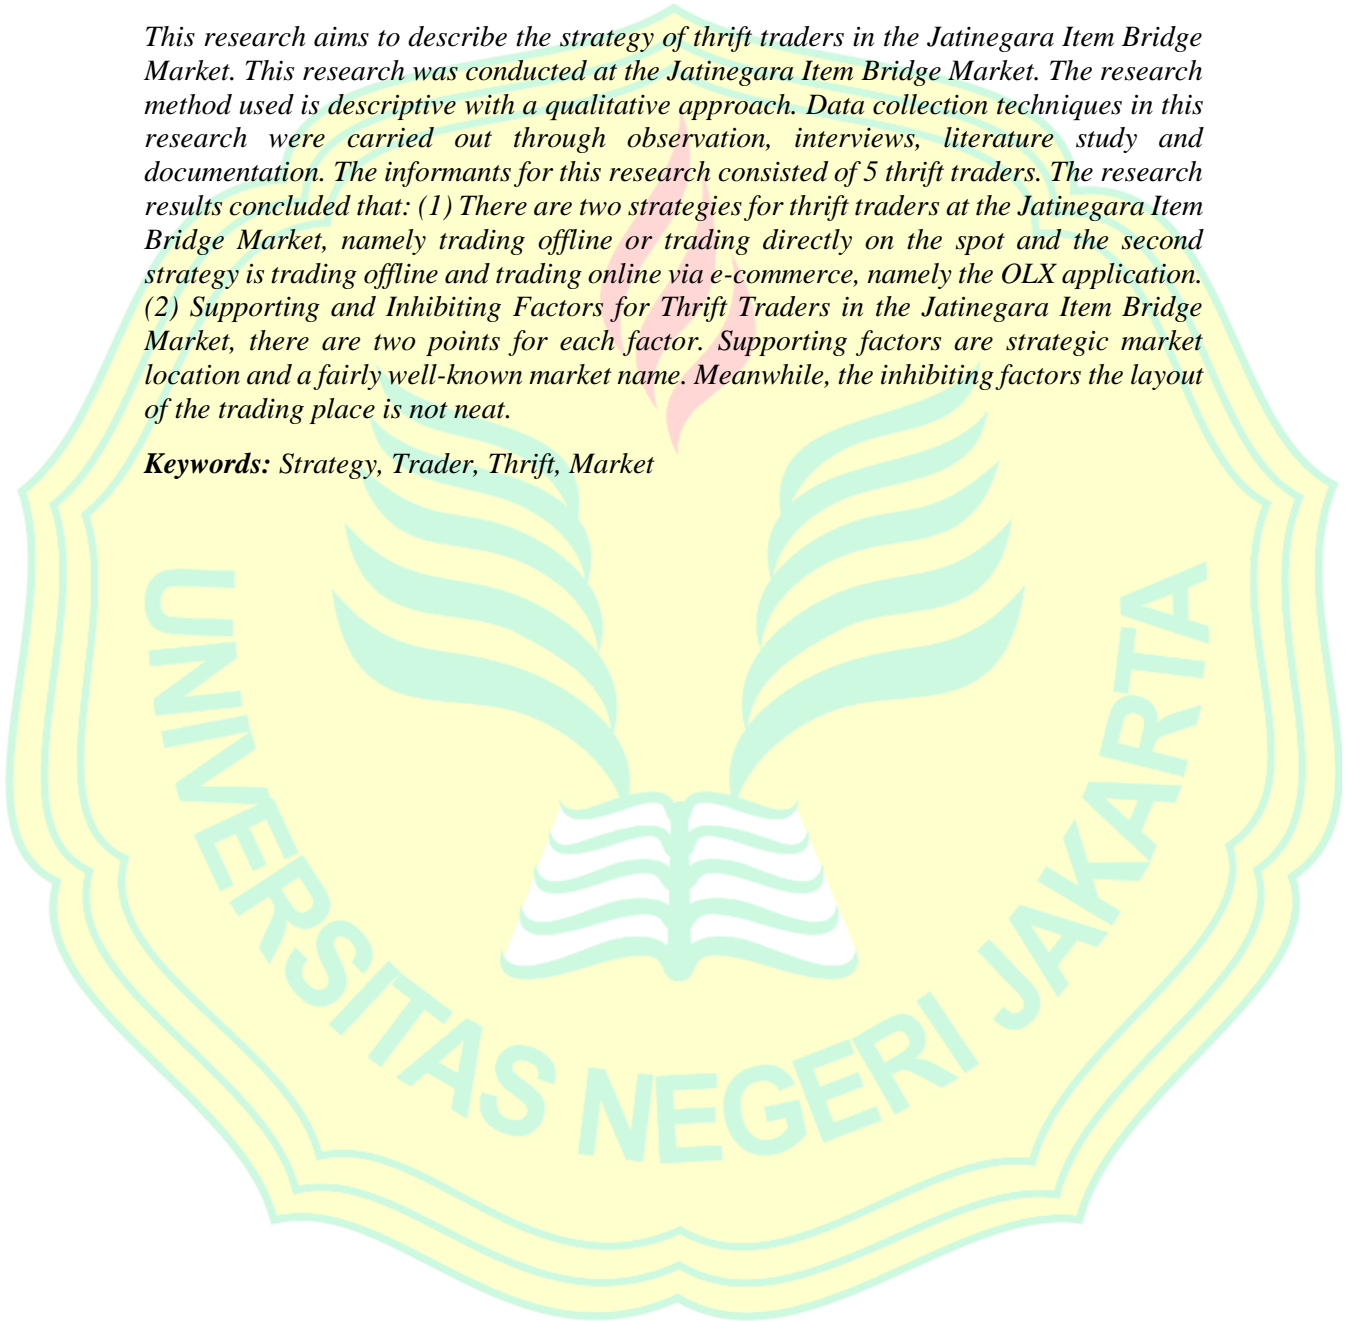 This research aims to describe the strategy of thrift traders in the Jatinegara Item Bridge
Market. This research was conducted at the Jatinegara Item Bridge Market. The research
method used is descriptive with a qualitative approach. Data collection techniques in this
research were carried out through observation, interviews, literature study and
documentation. The informants for this research consisted of 5 thrift traders. The research
results concluded that: (1) There are two strategies for thrift traders at the Jatinegara Item
Bridge Market, namely trading offline or trading directly on the spot and the second
strategy is trading offline and trading online via e-commerce, namely the OLX application.
(2) Supporting and Inhibiting Factors for Thrift Traders in the Jatinegara Item Bridge
Market, there are two points for each factor. Supporting factors are strategic market
location and a fairly well-known market name. Meanwhile, the inhibiting factors the layout
of the trading place is not neat.
Keywords: Strategy, Trader, Thrift, Market
UNIVERSITAS NEGERI JAKARTA